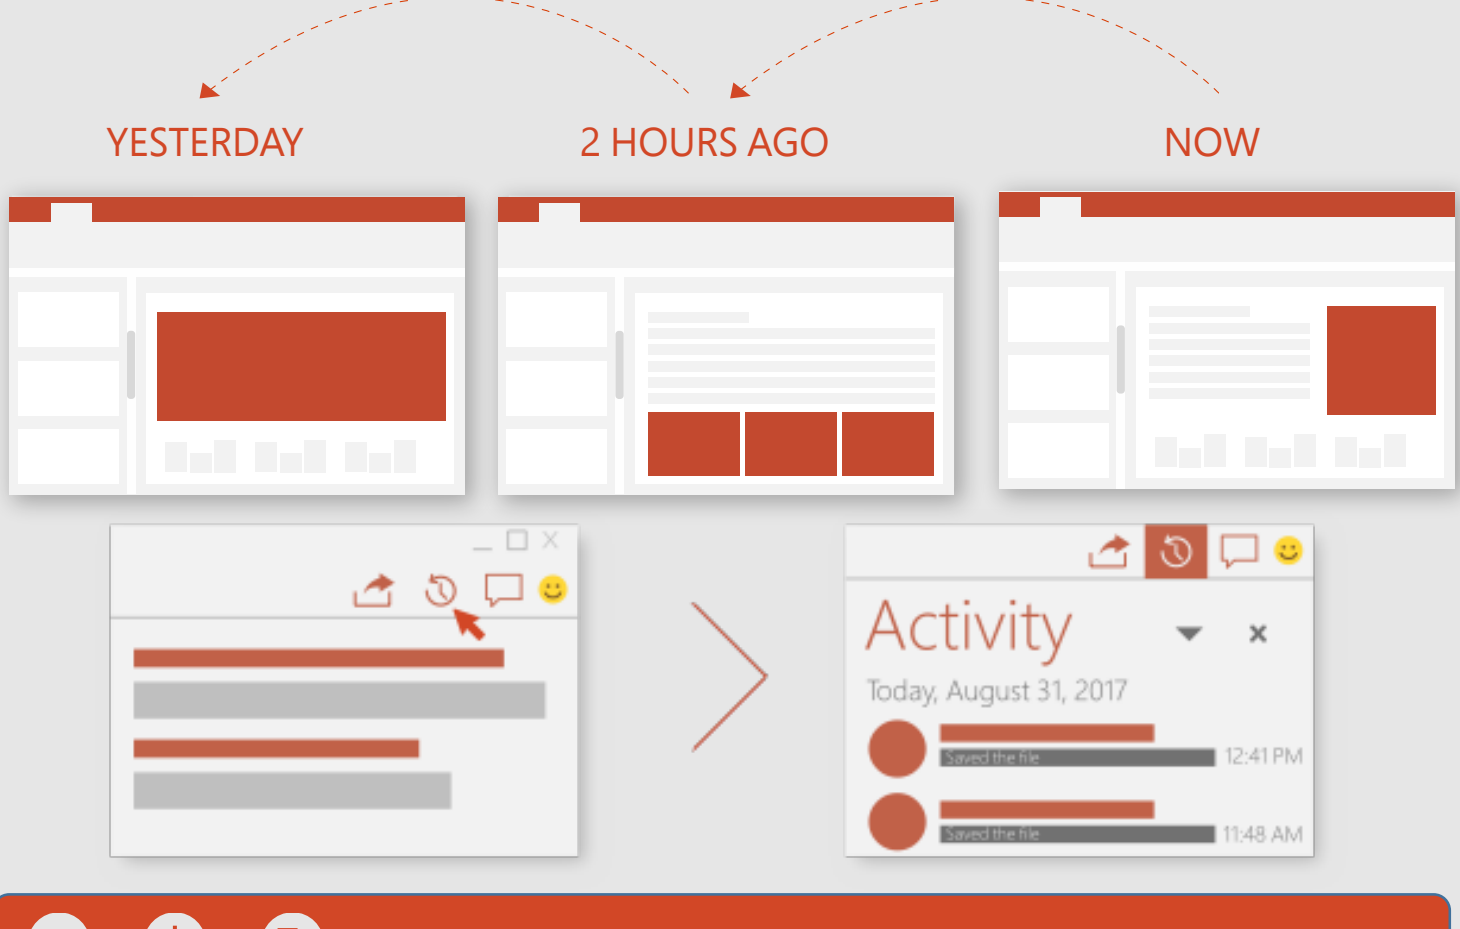 YESTERDAY
2 HOURS AGO
NOW
Activity
Today, August 31, 2017
Saved the file
12:41 PM
Saved the file
11:48 AM